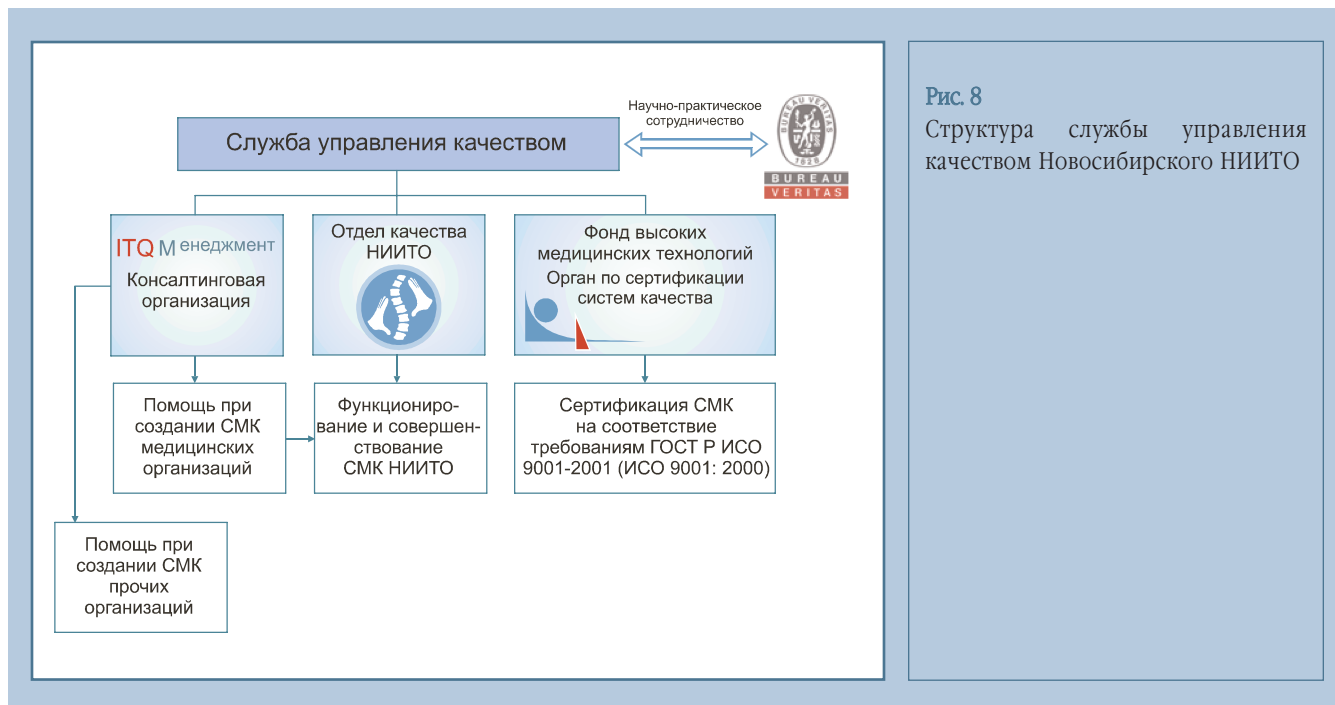 Научно-практическое
сотрудничество
Служба управления качеством
BUREAU VERITAS
1828
BUREAU
VERITAS
ITQ Менеджмент
Консалтинговая
организация
Отдел качества
НИИТО
Фонд высоких
медицинских технологий
Орган по сертификации
систем качества
Помощь при
создании СМК
медицинских
организаций
Функциониро-
вание и совершен-
ствование
СМК НИИТО
Сертификация СМК
на соответствие
требованиям ГОСТ Р ИСО
9001-2001 (ИСО 9001: 2000)
Помощь при
создании СМК
прочих
организаций
Рис. 8
Структура службы управления
качеством Новосибирского НИИТО